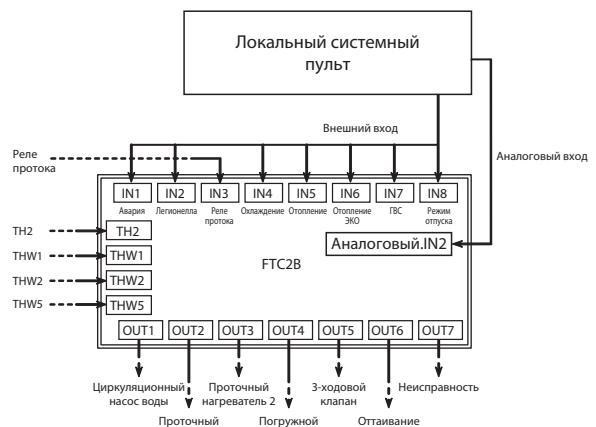 Локальный системный
пульт
Внешний вход
Аналоговый вход
Реле
протока
IN1 IN2 IN3 IN4 IN5 IN6 IN7 IN8
Авария Легионелла Реле протока Охлаждение Отопление Отопление ЭКО ГВС Режим отпуска
TH2 TH2
Аналоговый.IN2
THW1 THW1
FTC2B
THW2 THW2
THW5 THW5
OUT1 OUT2 OUT3 OUT4 OUT5 OUT6 OUT7
Циркуляционный насос воды Проточный нагреватель 2 3-ходовой клапан Неисправность
Проточный Погружной Оттаивание